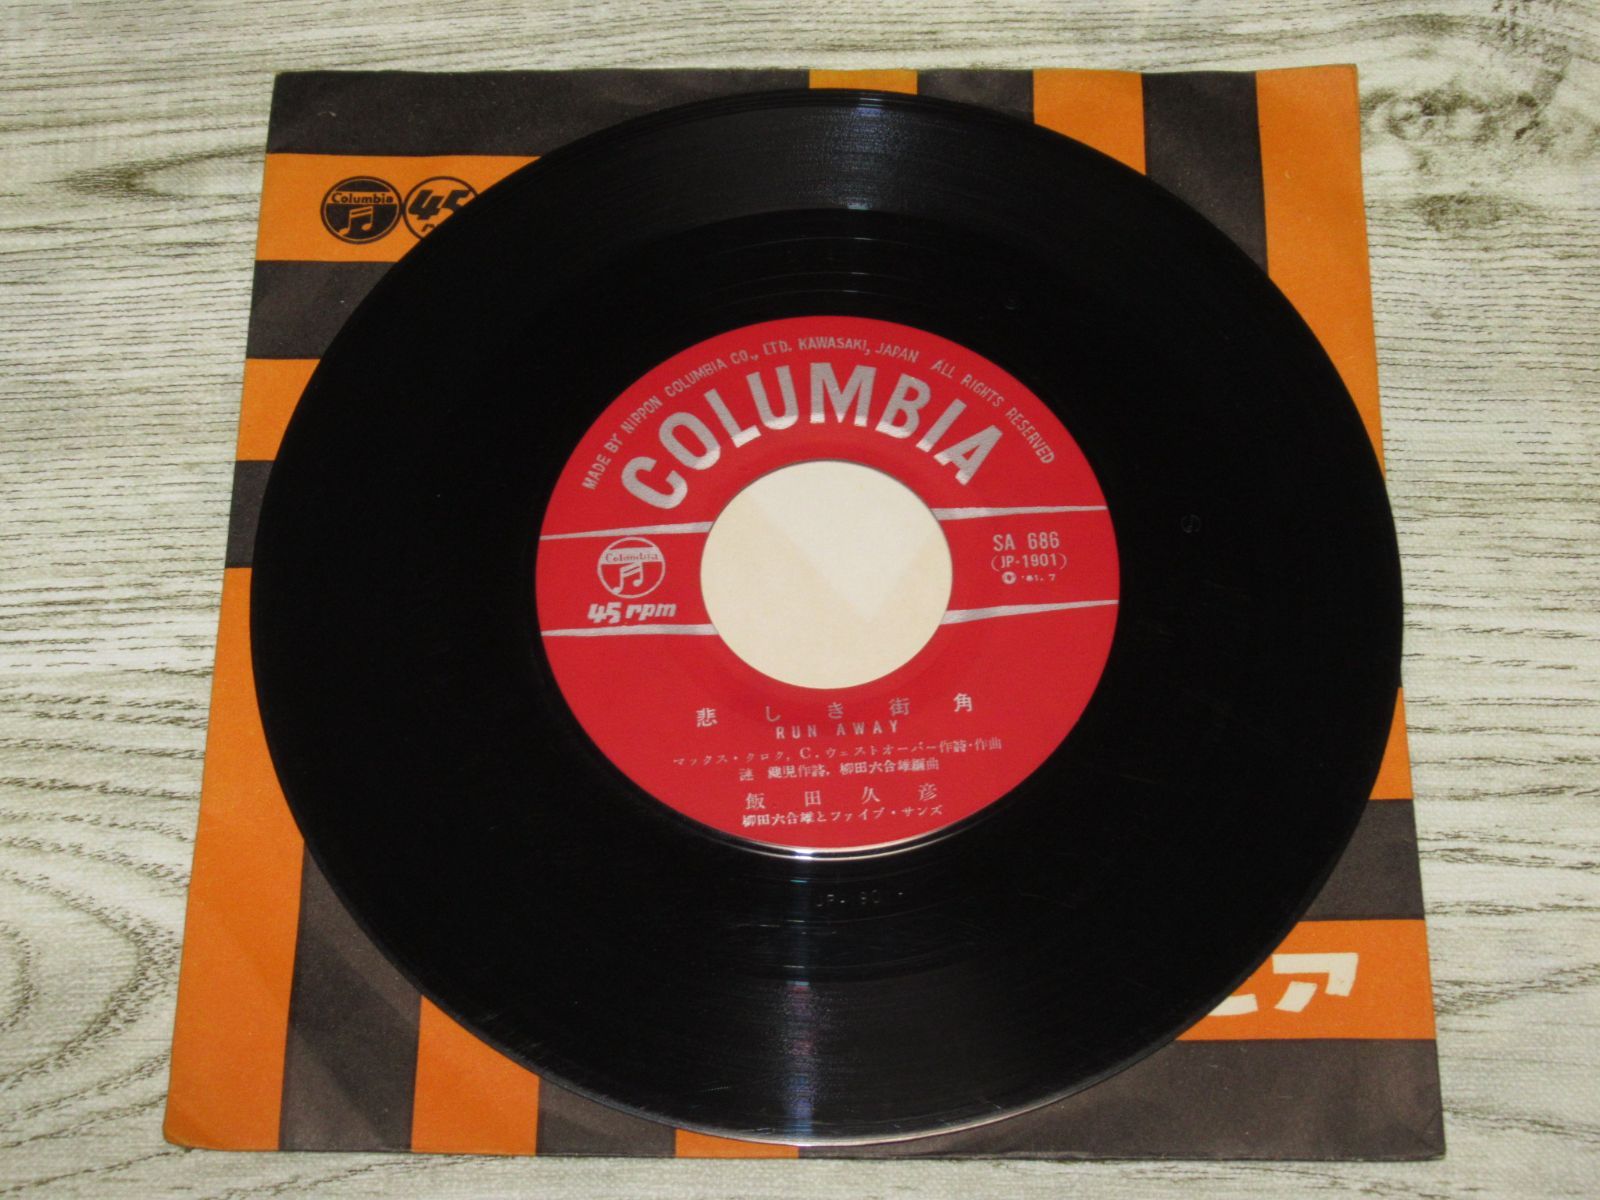 Columbia
MADE BY NIPPON COLUMBIA CO., LTD. KAWASAKI, JAPAN ALL RIGHTS RESERVED
COLUMBIA
Columbia
45 rpm
SA 686
(JP-1901)
Ⓟ '61. 7
悲しき街角
RUN AWAY
マックス・クロク, C. ウェストオーバー作詩・作曲
漣 健児作詩, 柳田六合雄編曲
飯田久彦
柳田六合雄とファイブ・サンズ